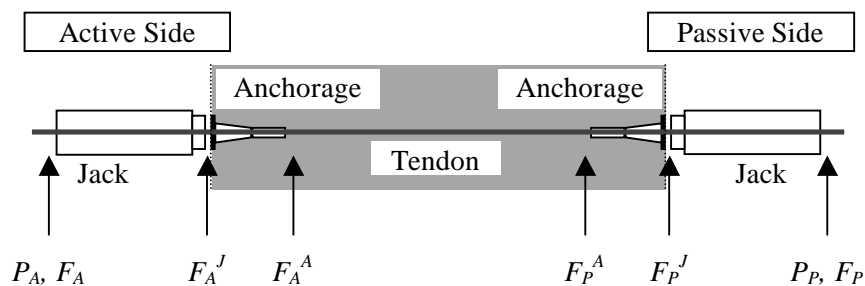 Active Side Passive Side
Anchorage Anchorage
Jack Tendon Jack
P_A, F_A F_A^J F_A^A F_P^A F_P^J P_P, F_P